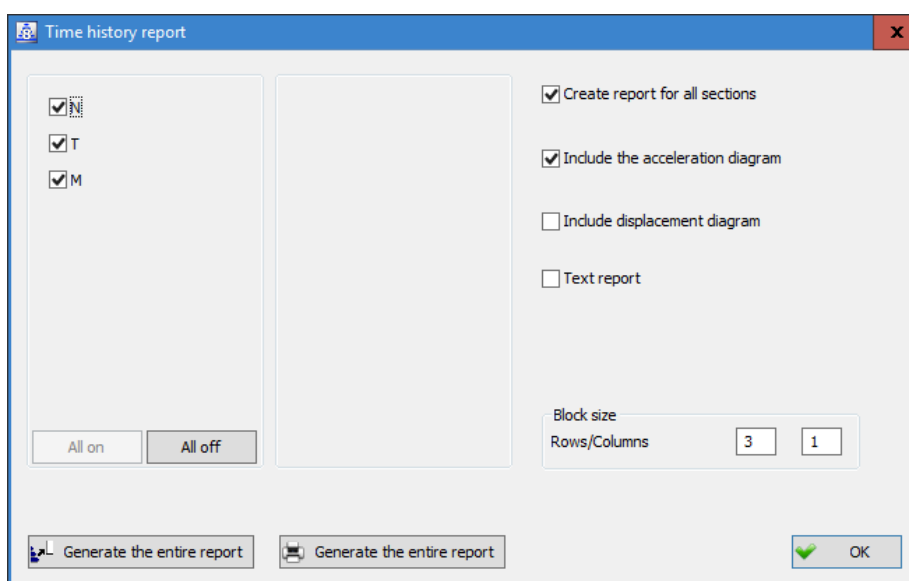 Time history report
N
T
M
All on
All off
Create report for all sections
Include the acceleration diagram
Include displacement diagram
Text report
Block size
Rows/Columns 3 1
Generate the entire report
Generate the entire report
OK